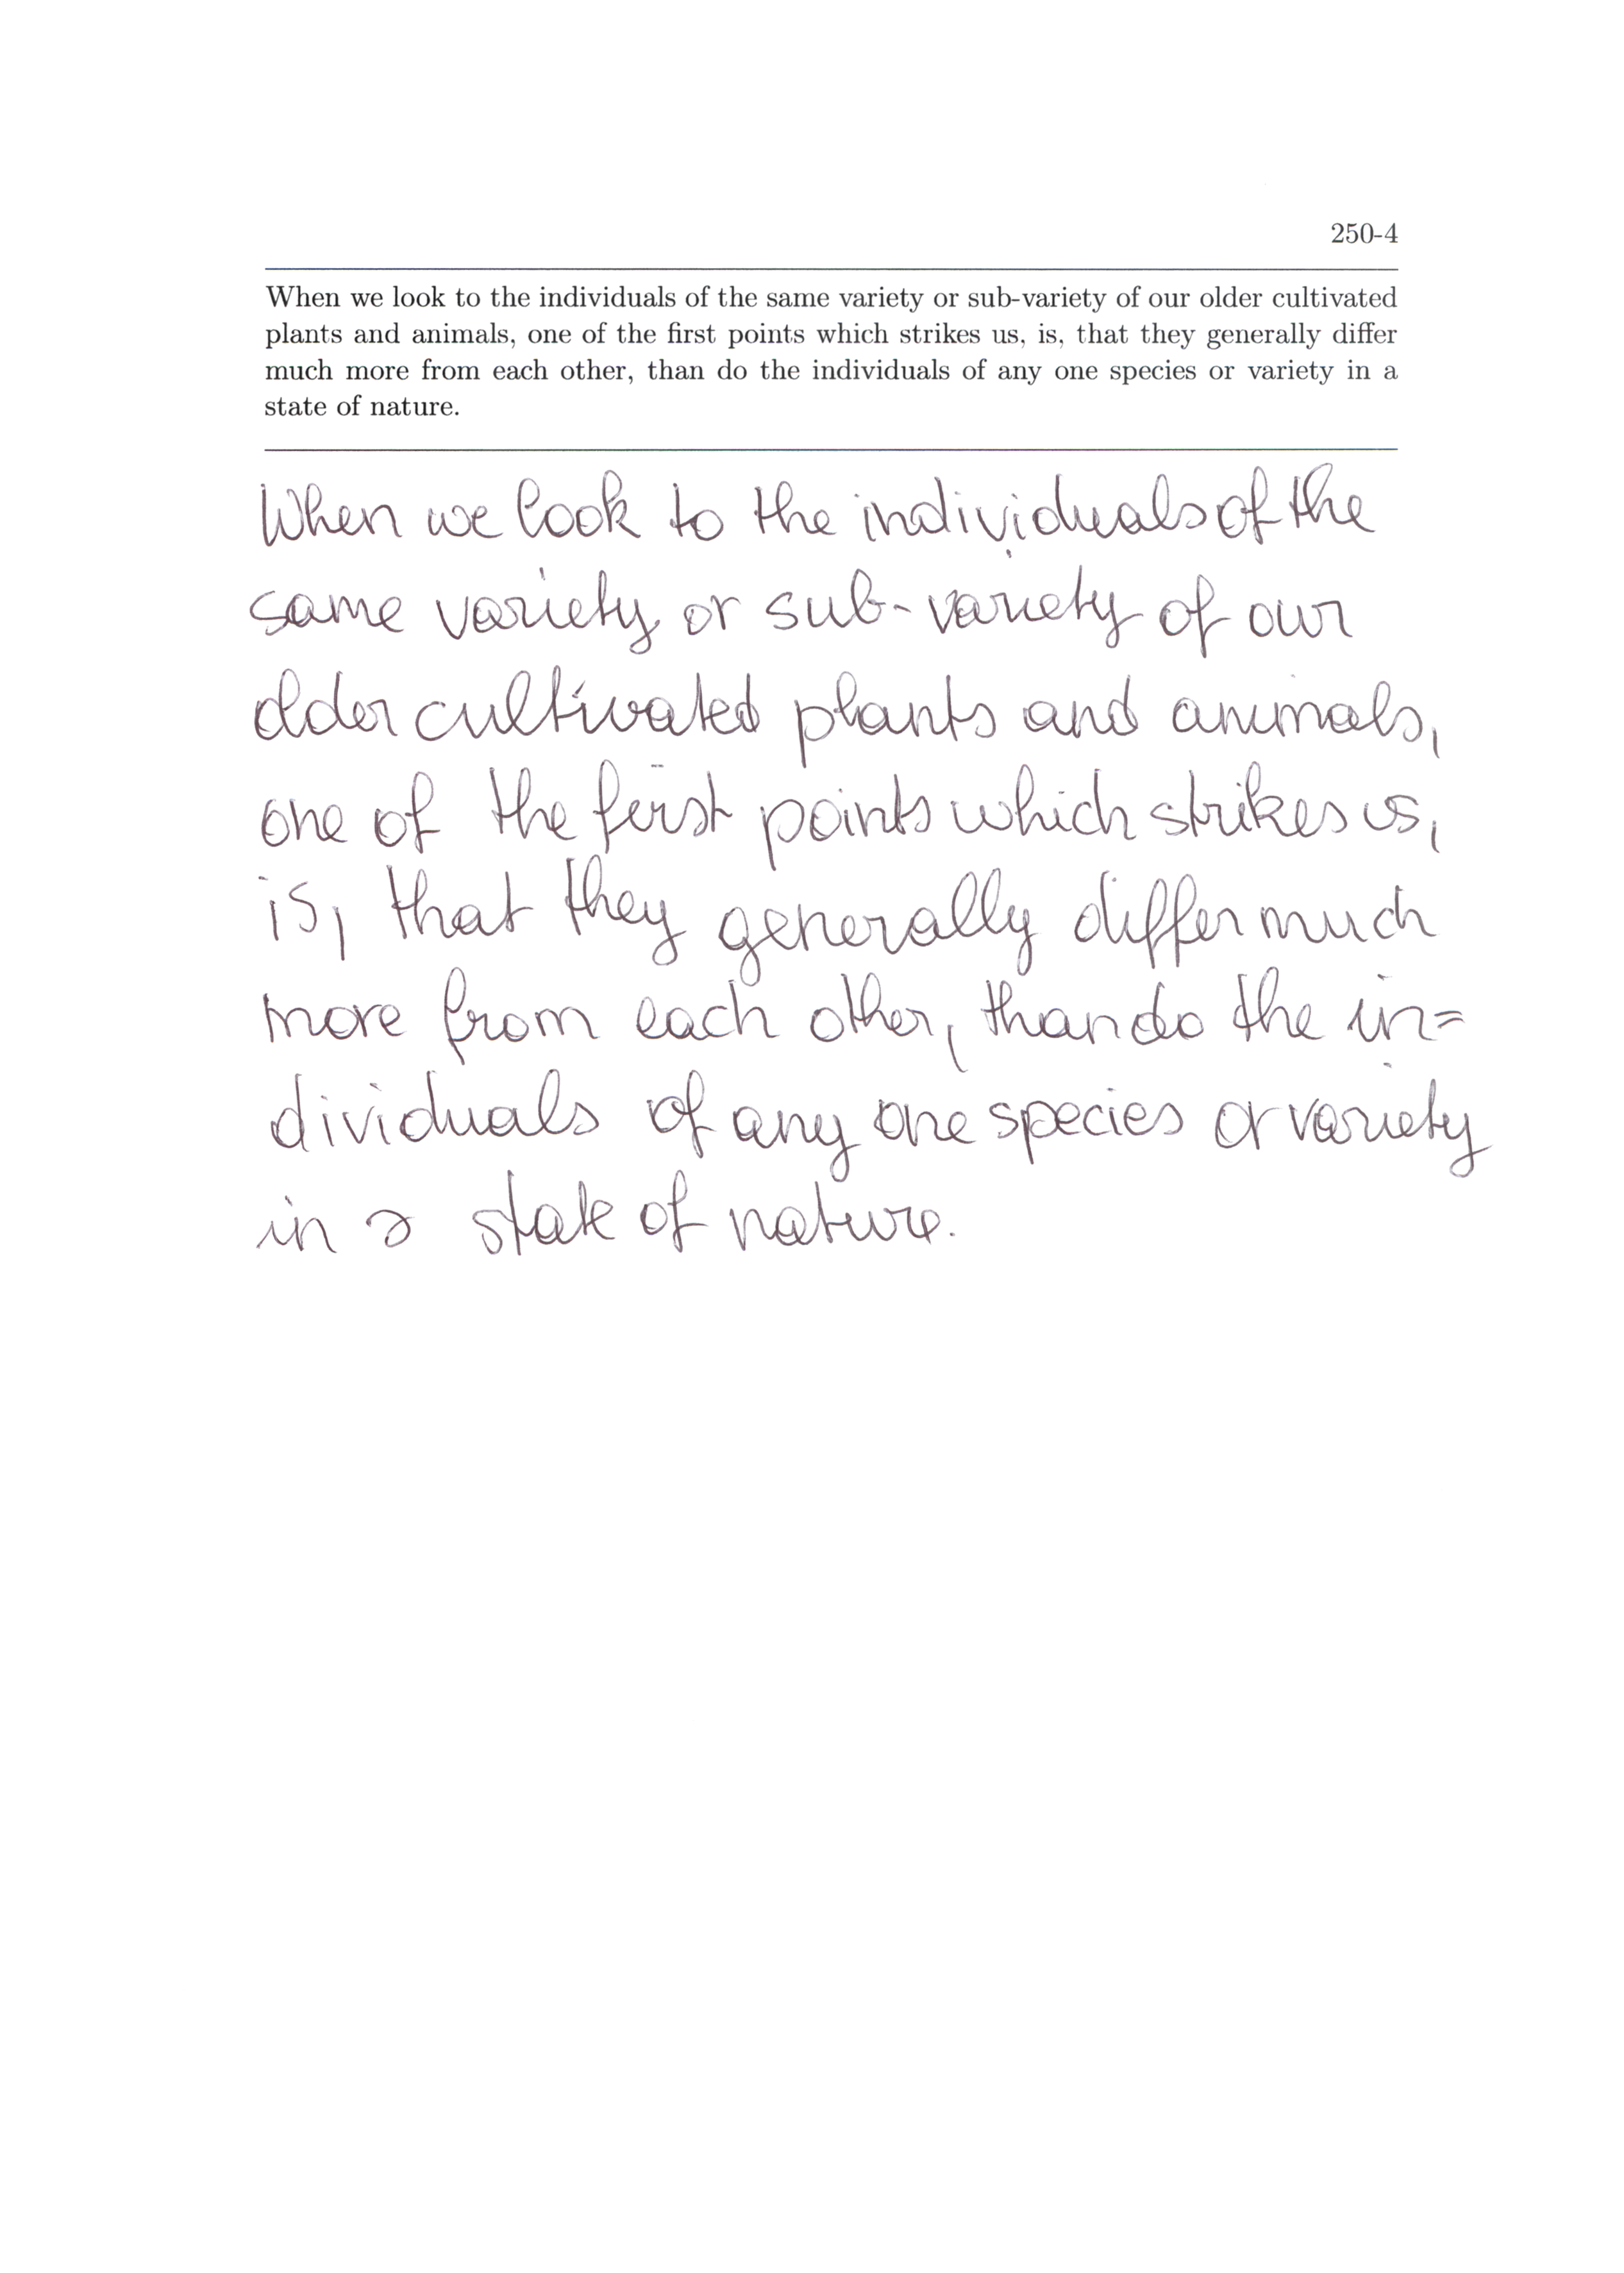 250-4
When we look to the individuals of the same variety or sub-variety of our older cultivated
plants and animals, one of the first points which strikes us, is, that they generally differ
much more from each other, than do the individuals of any one species or variety in a
state of nature.
When we look to the individuals of the
same variety or sub-variety of our
older cultivated plants and animals,
one of the first points which strikes us,
is, that they generally differ much
more from each other, than do the in=
dividuals of any one species or variety
in a state of nature.